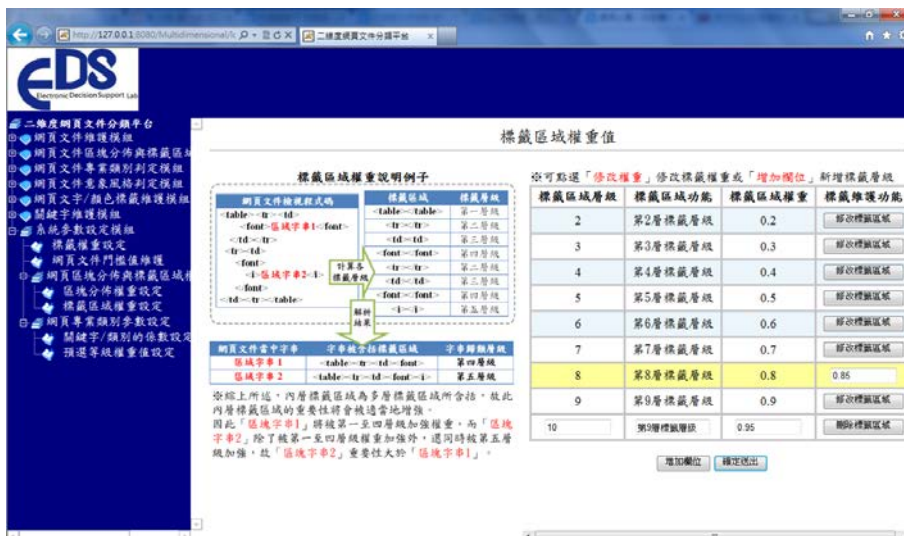 http://127.0.0.1:8080/Multidimensional/
二維度網頁文件分類平台
EDS
Electronic Decision Support Lab
二維度網頁文件分類平台
網頁文件維護模組
網頁文件區塊分佈與標籤區域
網頁文件專業類別判定模組
網頁文件意象風格判定模組
網頁文字/顏色標籤維護模組
關鍵字維護模組
系統參數設定模組
標籤權重設定
網頁文件門檻值維護
網頁區塊分佈與標籤區域權
區塊分佈權重設定
標籤區域權重設定
網頁專業類別參數設定
關鍵字/類別的係數設定
預選等級權重值設定
標籤區域權重值
標籤區域權重說明例子
網頁文件檢視程式碼
<table><tr><td>
<font>區域字串1<font>
</td></tr>
<tr><td>
<font>
<i>區域字串2<i>
</font>
<td><tr><table>
計算各標籤層級
標籤區域 標籤層級
<table></table> 第一層級
<tr></tr> 第二層級
<td></td> 第三層級
<font></font> 第四層級
<tr></tr> 第二層級
<td></td> 第三層級
<font></font> 第四層級
<i></i> 第五層級
解析結果
網頁文件當中字串 字串被含括標籤區域 字串歸類層級
區域字串 1 <table><tr><td><font> 第四層級
區域字串 2 <table><tr><td><font><i> 第五層級
※綜上所述，內層標籤區域為多層標籤區域所含括，故此
內層標籤區域的重要性將會被適當地增強。
因此「區塊字串1」將被第一至四層級加強權重，而「區塊
字串2」除了被第一至四層級權重加強外，還同時被第五層
級加強，故「區塊字串2」重要性大於「區塊字串1」。
※可點選「修改權重」修改標籤權重或「增加欄位」新增標籤層級
標籤區域層級 標籤區域功能 標籤區域權重 標籤維護功能
2 第2層標籤層級 0.2 修改標籤區域
3 第3層標籤層級 0.3 修改標籤區域
4 第4層標籤層級 0.4 修改標籤區域
5 第5層標籤層級 0.5 修改標籤區域
6 第6層標籤層級 0.6 修改標籤區域
7 第7層標籤層級 0.7 修改標籤區域
8 第8層標籤層級 0.8 0.85
9 第9層標籤層級 0.9 修改標籤區域
10 第9層標籤層級 0.95 刪除標籤區域
增加欄位 確定送出